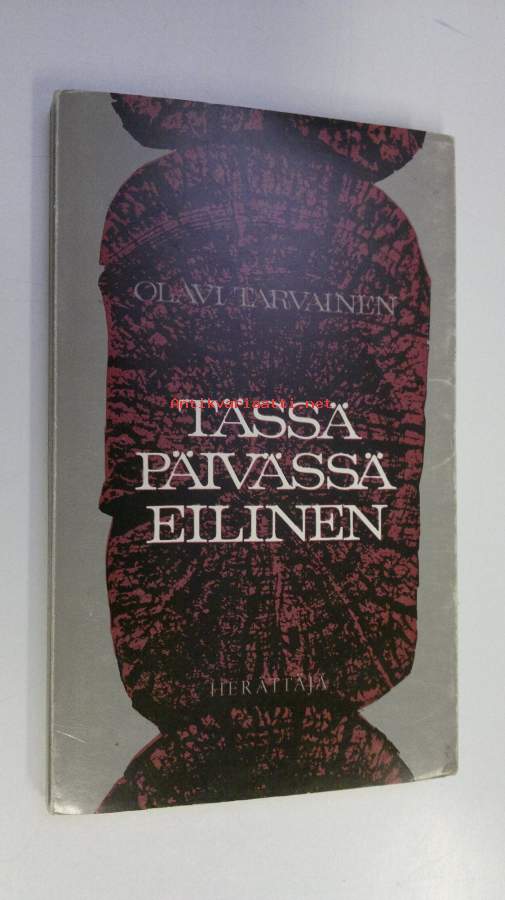 OLAVI TARVAINEN
Antikvariaatti.net
TÄSSÄ
PÄIVÄSSÄ
EILINEN
HERÄTTÄJÄ